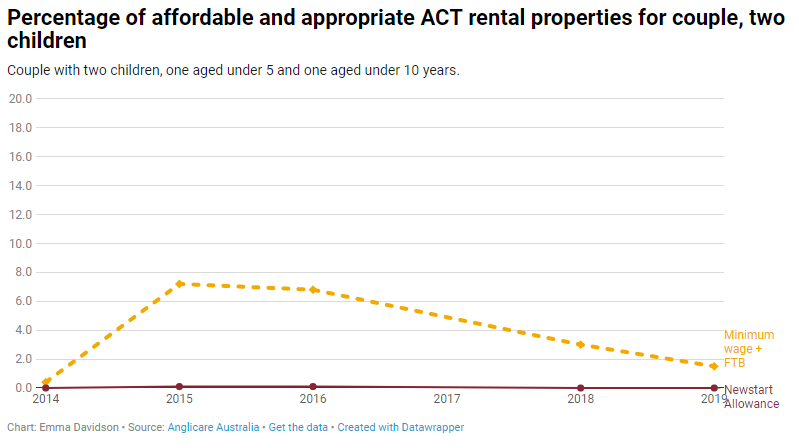 Percentage of affordable and appropriate ACT rental properties for couple, two
children
Couple with two children, one aged under 5 and one aged under 10 years.
20.0
18.0
16.0
14.0
12.0
10.0
8.0
6.0
4.0
2.0
0.0
2014
2015
2016
2017
2018
2019
Minimum
wage +
FTB
Newstart
Allowance
Chart: Emma Davidson • Source: Anglicare Australia • Get the data • Created with Datawrapper